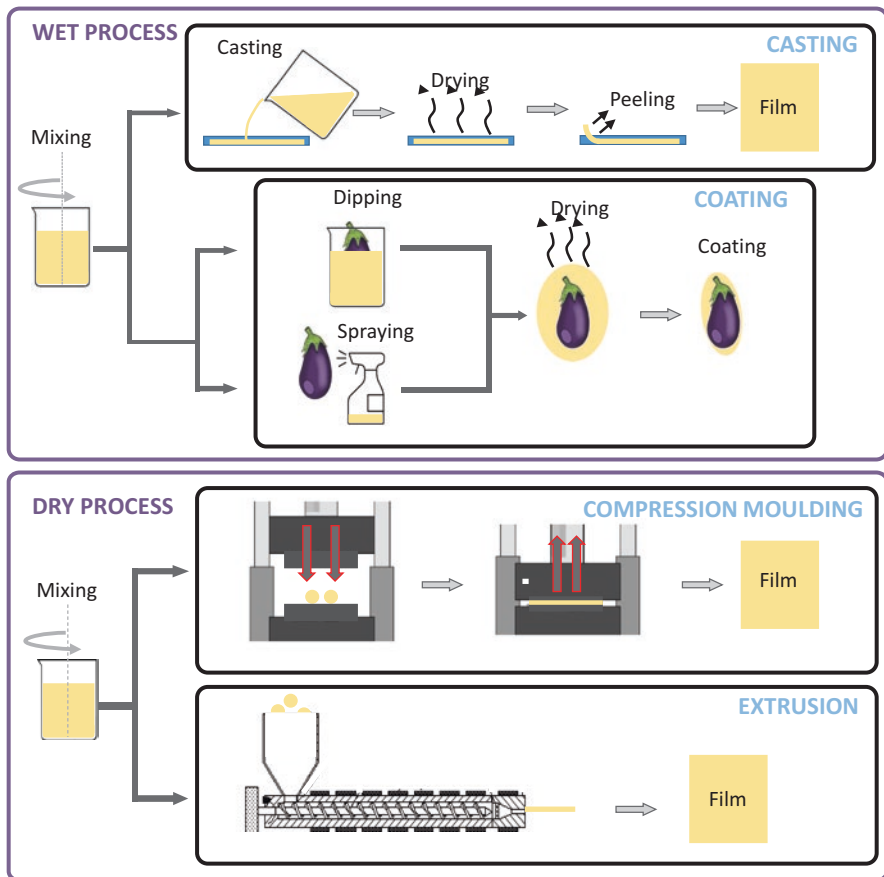 WET PROCESS
CASTING
Casting
Drying
Peeling
Film
Mixing
COATING
Dipping
Drying
Coating
Spraying
DRY PROCESS
COMPRESSION MOULDING
Mixing
Film
EXTRUSION
Film